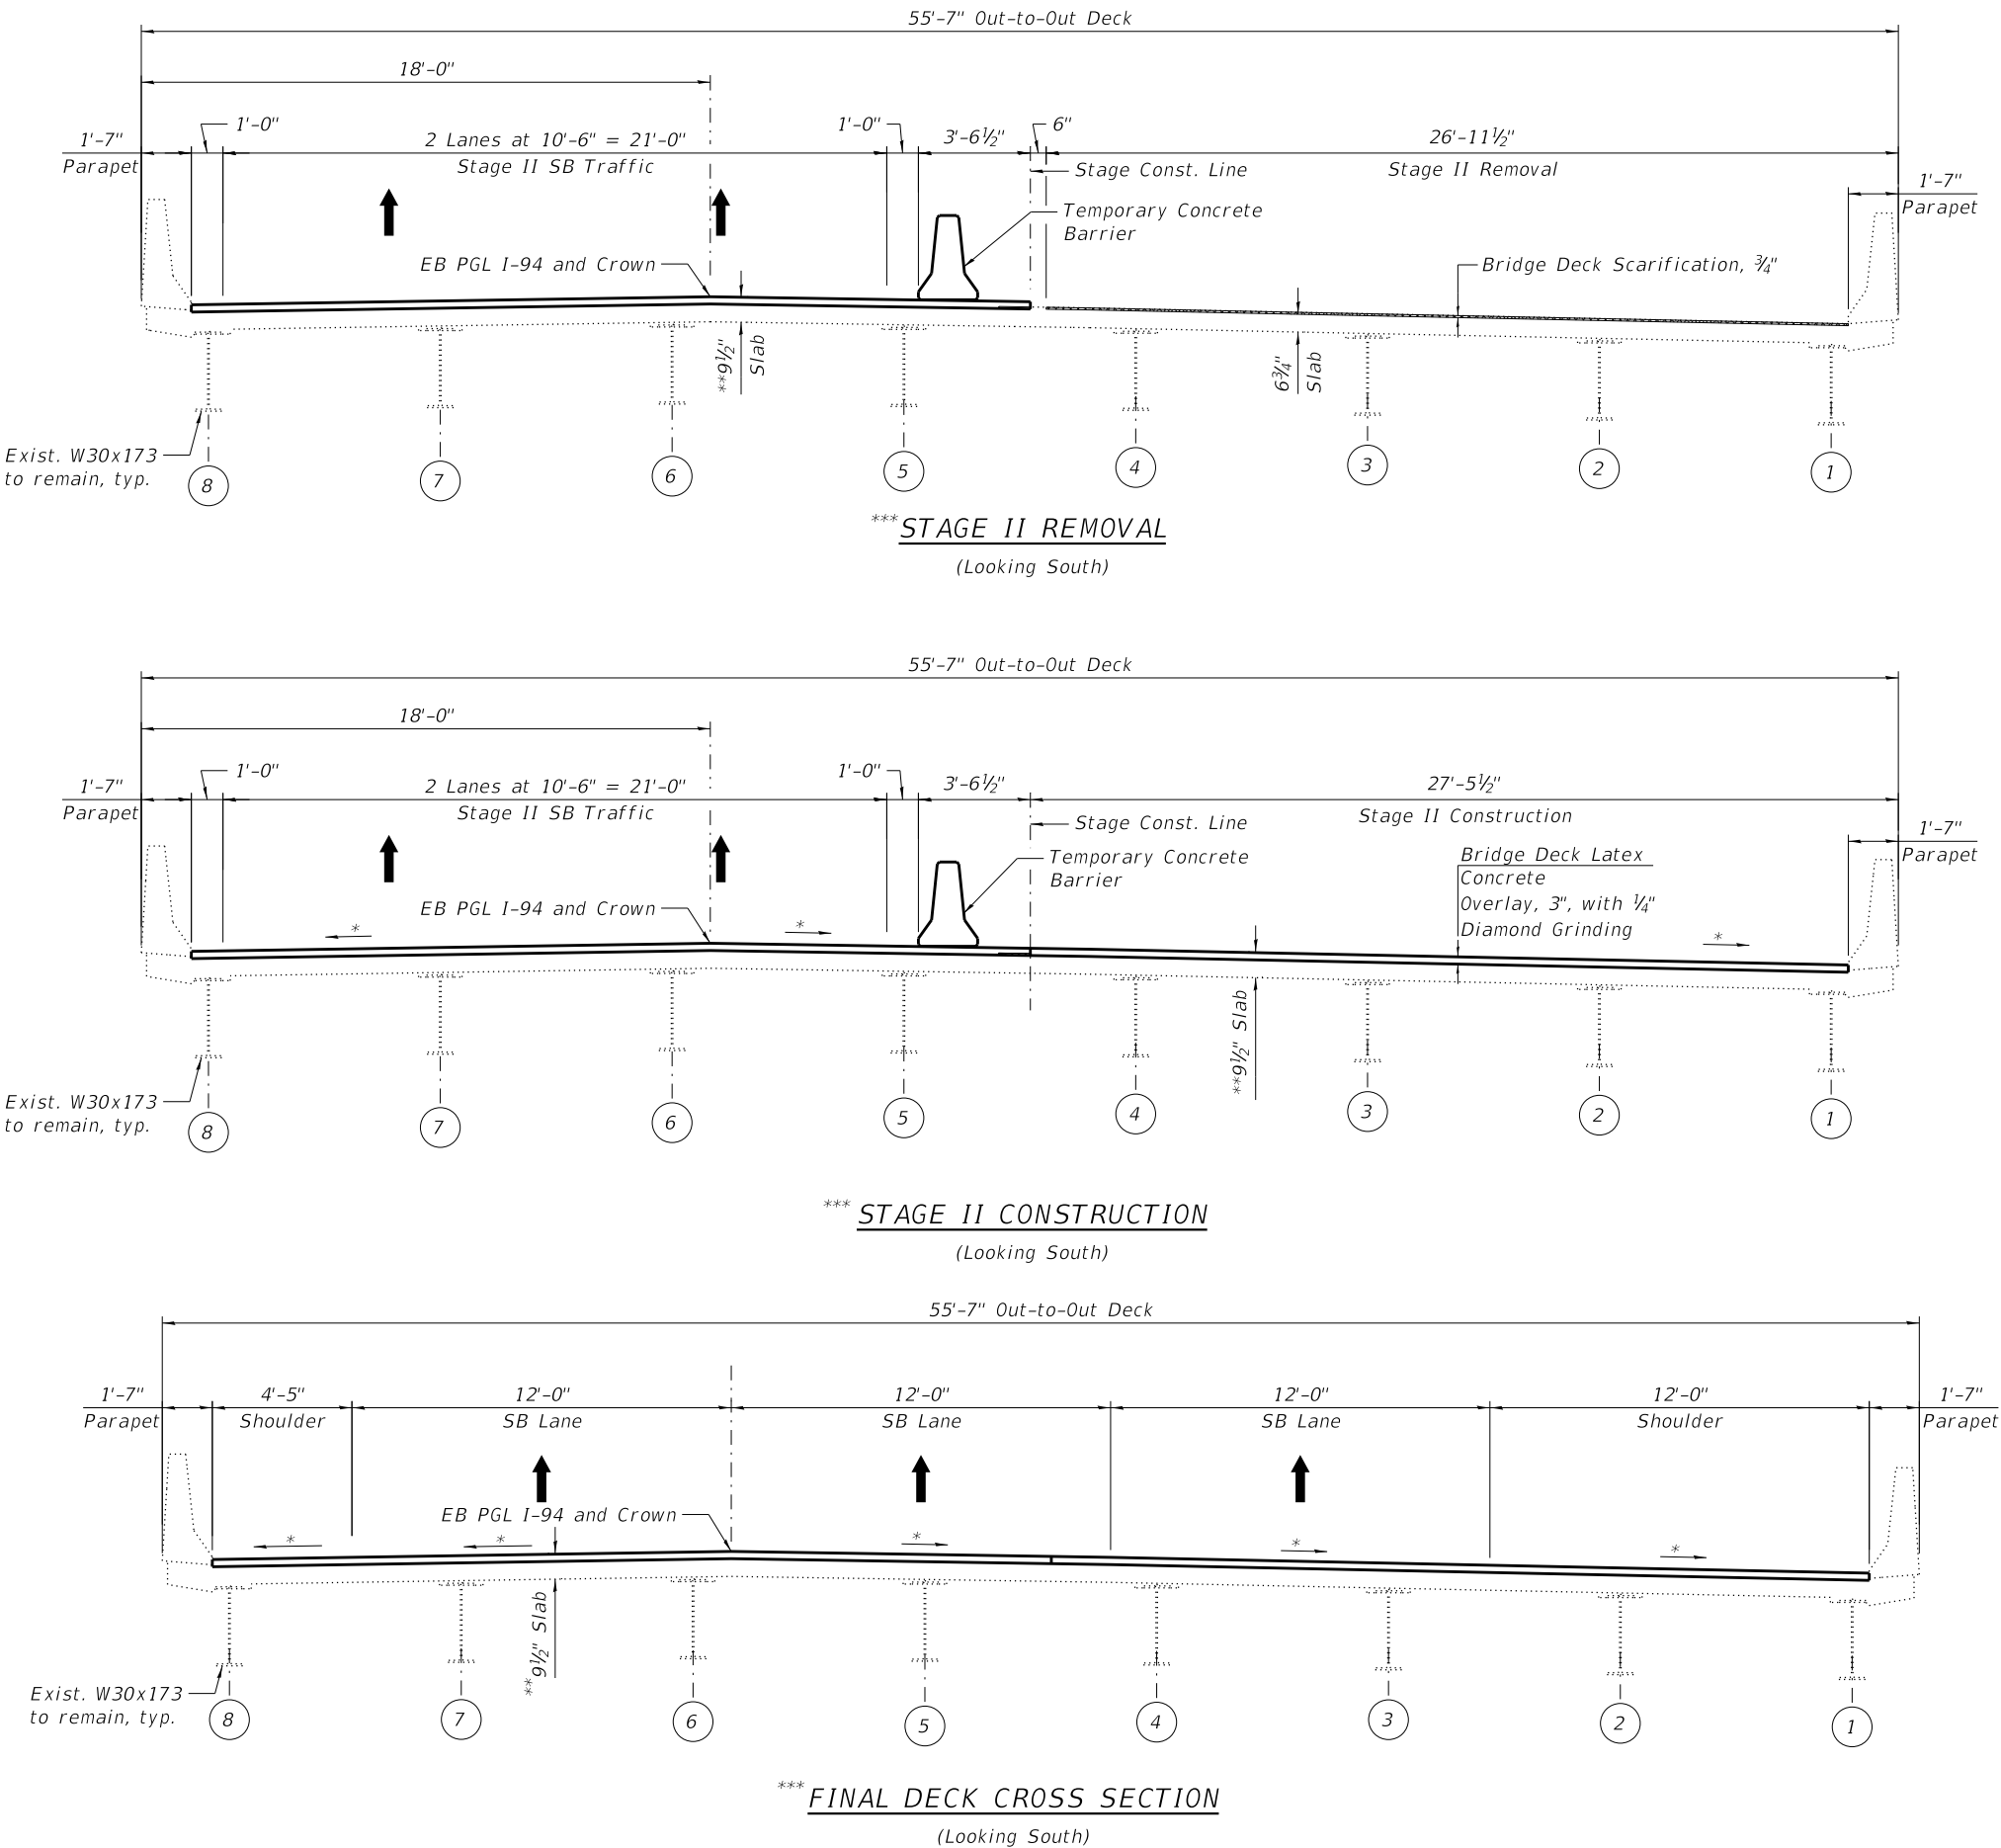 55'-7" Out-to-Out Deck
18'-0"
1'-7"
Parapet
1'-0"
2 Lanes at 10'-6" = 21'-0"
Stage II SB Traffic
1'-0"
3'-6½"
6"
26'-11½"
Stage II Removal
1'-7"
Parapet
Stage Const. Line
Temporary Concrete
Barrier
EB PGL I-94 and Crown
Bridge Deck Scarification, ¾"
**9½"
Slab
6¾"
Slab
Exist. W30x173
to remain, typ.
8
7
6
5
4
3
2
1
***STAGE II REMOVAL
(Looking South)
55'-7" Out-to-Out Deck
18'-0"
1'-7"
Parapet
1'-0"
2 Lanes at 10'-6" = 21'-0"
Stage II SB Traffic
1'-0"
3'-6½"
27'-5½"
Stage II Construction
1'-7"
Parapet
Stage Const. Line
Temporary Concrete
Barrier
Bridge Deck Latex
Concrete
Overlay, 3", with ¼"
Diamond Grinding
EB PGL I-94 and Crown
*
*
*
**9½" Slab
Exist. W30x173
to remain, typ.
8
7
6
5
4
3
2
1
*** STAGE II CONSTRUCTION
(Looking South)
55'-7" Out-to-Out Deck
1'-7"
Parapet
4'-5"
Shoulder
12'-0"
SB Lane
12'-0"
SB Lane
12'-0"
SB Lane
12'-0"
Shoulder
1'-7"
Parapet
EB PGL I-94 and Crown
*
*
*
*
*
**9½" Slab
Exist. W30x173
to remain, typ.
8
7
6
5
4
3
2
1
***FINAL DECK CROSS SECTION
(Looking South)